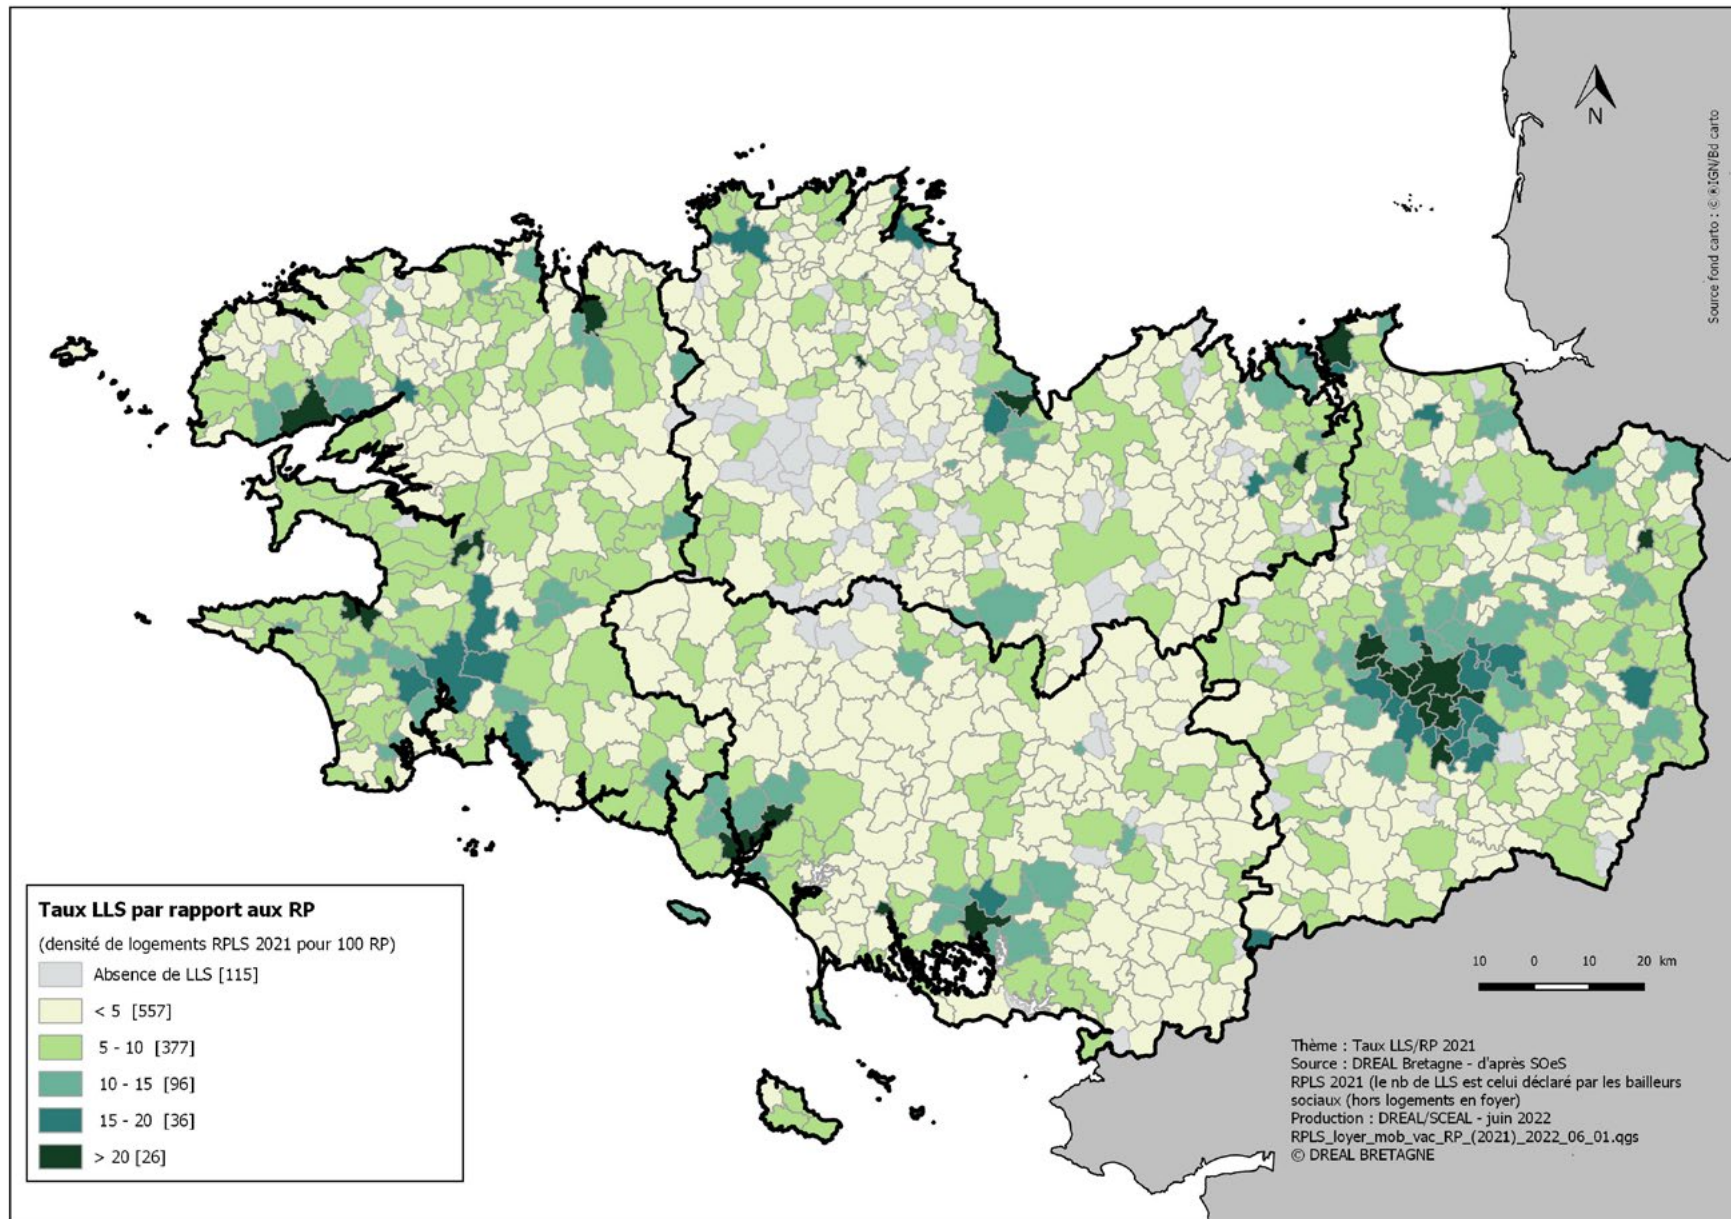 N
Source fond carto : ©®IGN/Bd carto
Taux LLS par rapport aux RP
(densité de logements RPLS 2021 pour 100 RP)
Absence de LLS [115]
< 5 [557]
5 - 10 [377]
10 - 15 [96]
15 - 20 [36]
> 20 [26]
10 0 10 20 km
Thème : Taux LLS/RP 2021
Source : DREAL Bretagne - d'après SOeS
RPLS 2021 (le nb de LLS est celui déclaré par les bailleurs
sociaux (hors logements en foyer)
Production : DREAL/SCEAL - juin 2022
RPLS_loyer_mob_vac_RP_(2021)_2022_06_01.qgs
© DREAL BRETAGNE